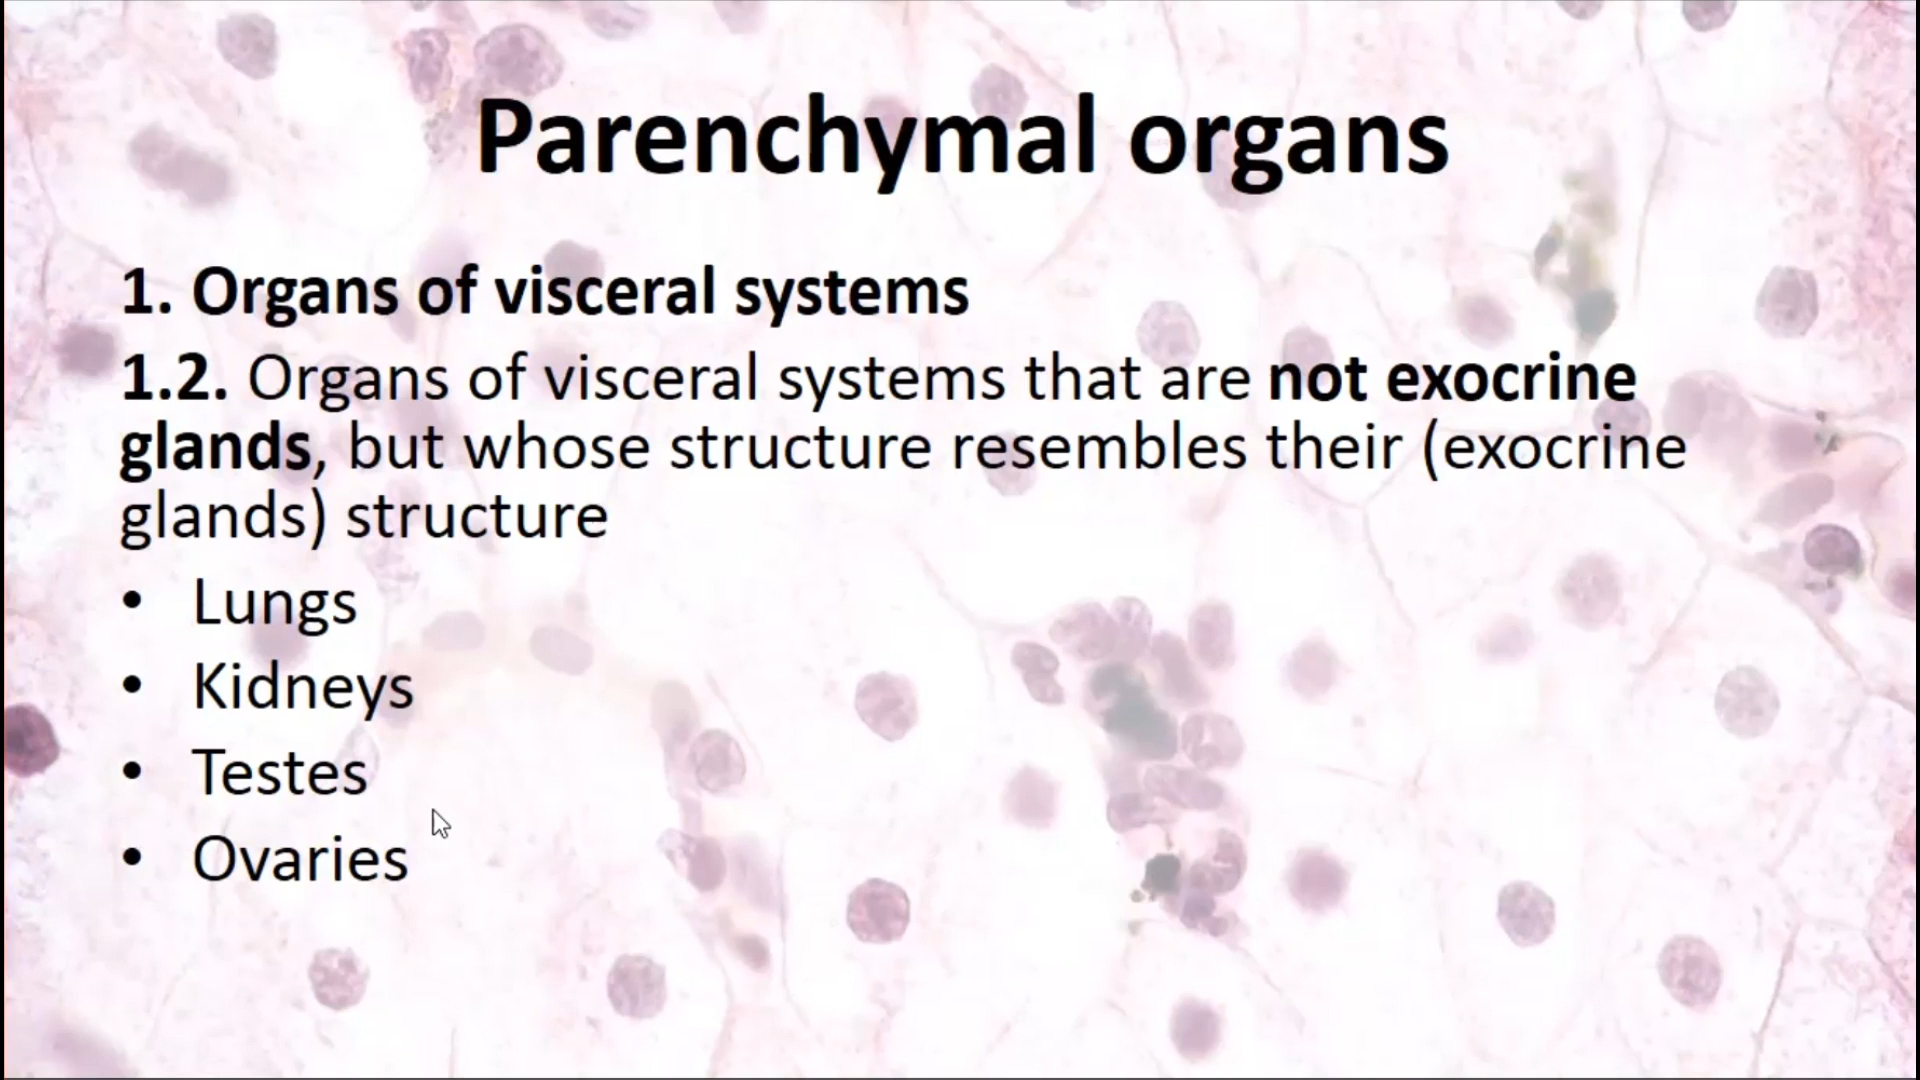 Parenchymal organs
1. Organs of visceral systems
1.2. Organs of visceral systems that are not exocrine
glands, but whose structure resembles their (exocrine
glands) structure
• Lungs
• Kidneys
• Testes
• Ovaries